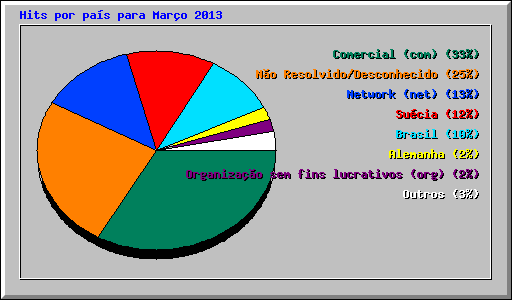 Hits por país para Março 2013
Comercial (com) (33%)
Não Resolvido/Desconhecido (25%)
Network (net) (13%)
Suécia (12%)
Brasil (10%)
Alemanha (2%)
Organização sem fins lucrativos (org) (2%)
Outros (3%)